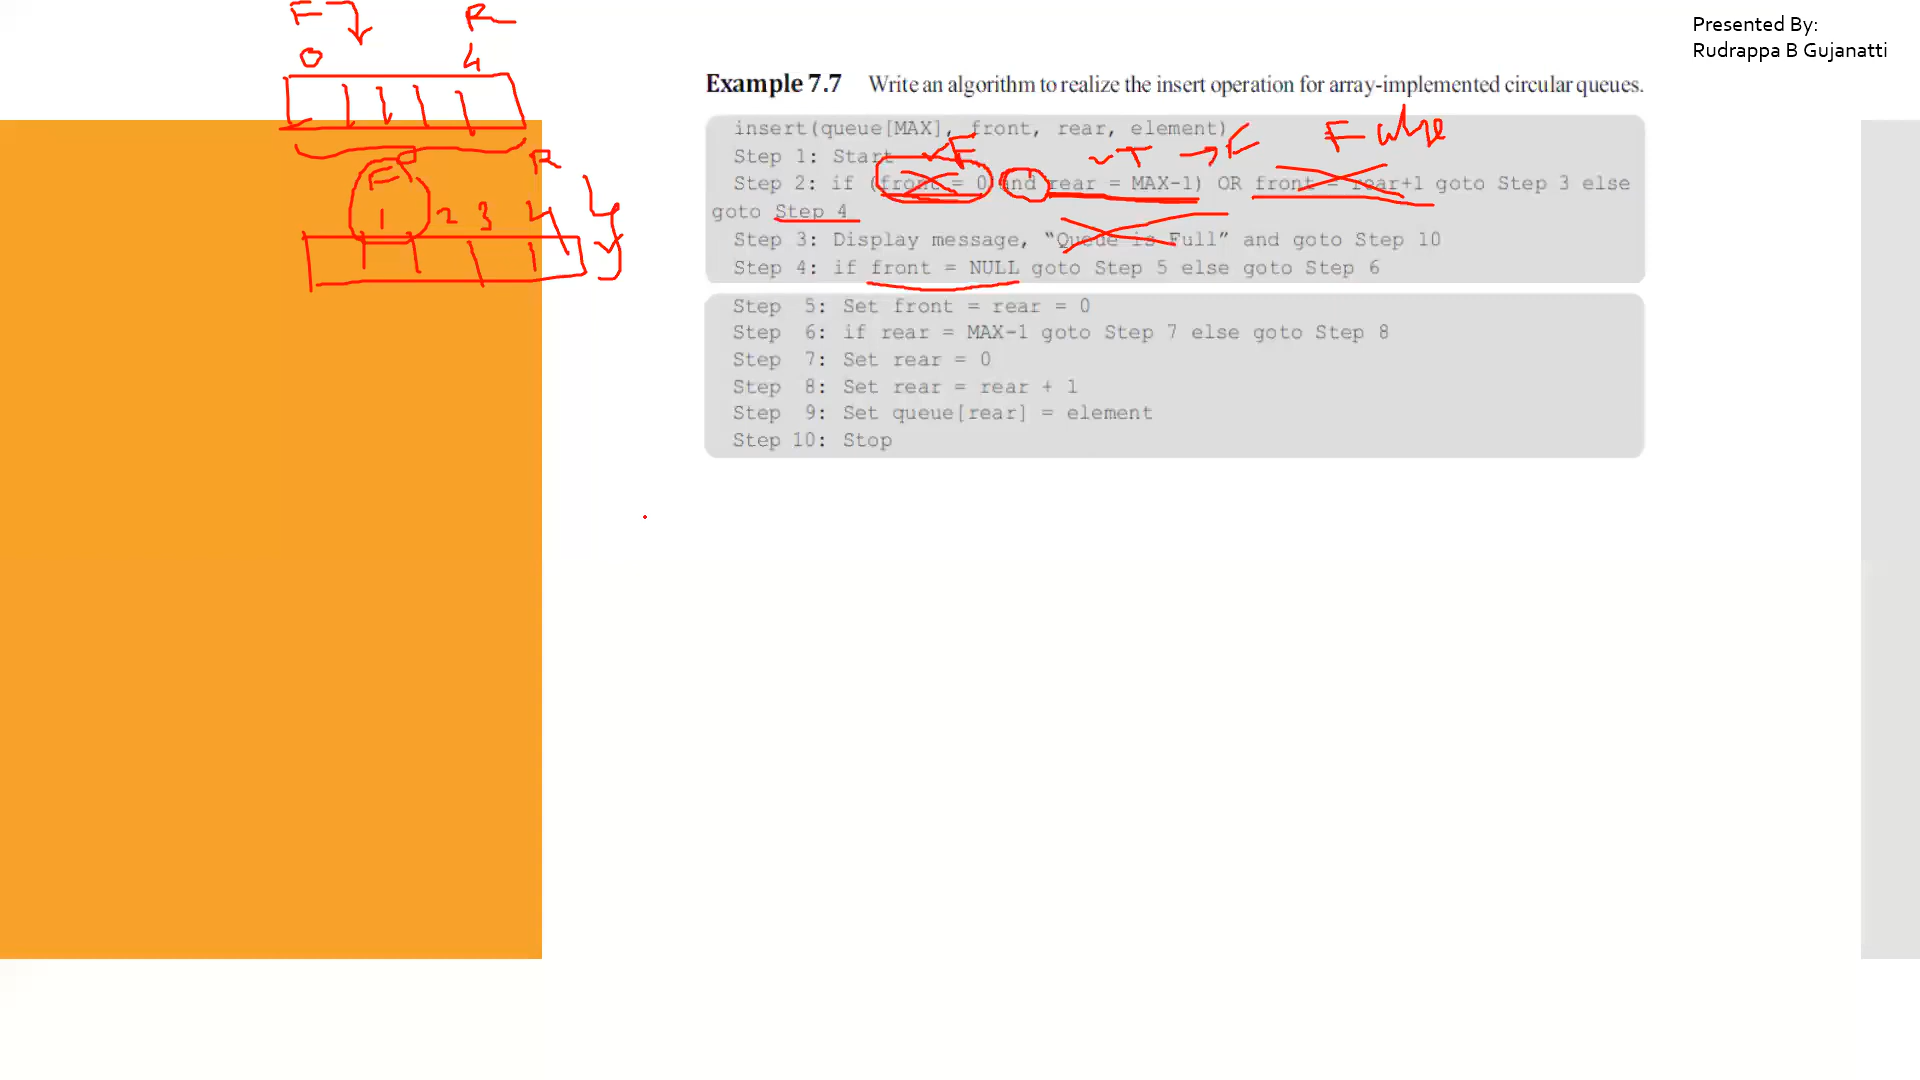 Presented By:
Rudrappa B Gujanatti
F R
0 4
Example 7.7 Write an algorithm to realize the insert operation for array-implemented circular queues.
insert(queue[MAX], front, rear, element)
F T → F F
Step 1: Start
Step 2: if (front = 0 and rear = MAX-1) OR front = rear+1 goto Step 3 else
goto Step 4
Step 3: Display message, “Queue is Full” and goto Step 10
Step 4: if front = NULL goto Step 5 else goto Step 6
F R
1 2 3 4
Step 5: Set front = rear = 0
Step 6: if rear = MAX-1 goto Step 7 else goto Step 8
Step 7: Set rear = 0
Step 8: Set rear = rear + 1
Step 9: Set queue[rear] = element
Step 10: Stop